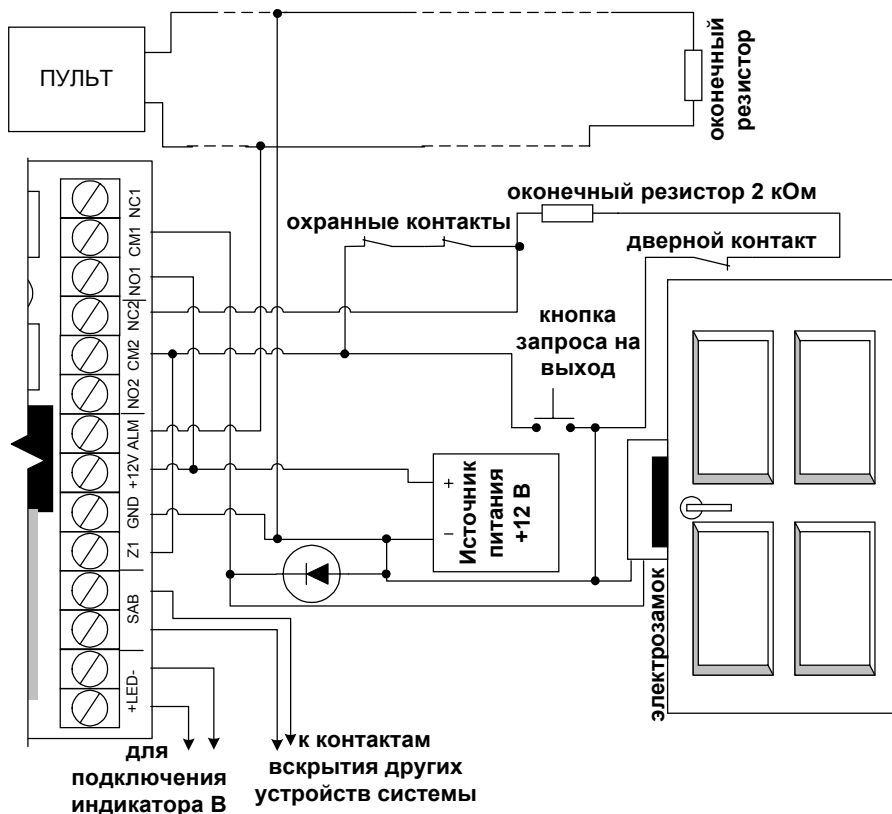 ПУЛЬТ
оконечный
резистор
оконечный резистор 2 кОм
охранные контакты
дверной контакт
кнопка
запроса на
выход
NC1
CM1
NO1
NC2
CM2
NO2
ALM
+12V
GND
Z1
SAB
+LED-
+
–
Источник
питания
+12 В
электрозамок
для
подключения
индикатора В
к контактам
вскрытия других
устройств системы